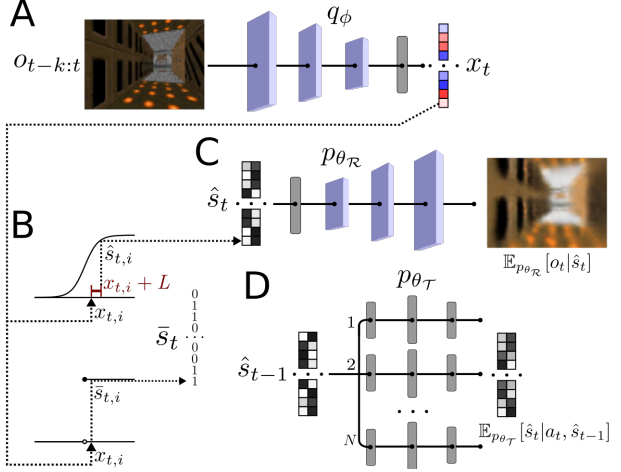 A
q_ϕ
o_{t−k:t}
x_t
C
p_{θ_R}
ŝ_t
𝔼_{p_{θ_R}}[o_t|ŝ_t]
B
ŝ_{t,i}
x_{t,i} + L
x_{t,i}
s̄_t
0
1
1
0
0
0
1
1
s̄_{t,i}
x_{t,i}
D
p_{θ_T}
ŝ_{t−1}
1
2
N
𝔼_{p_{θ_T}}[ŝ_t|a_t, ŝ_{t−1}]